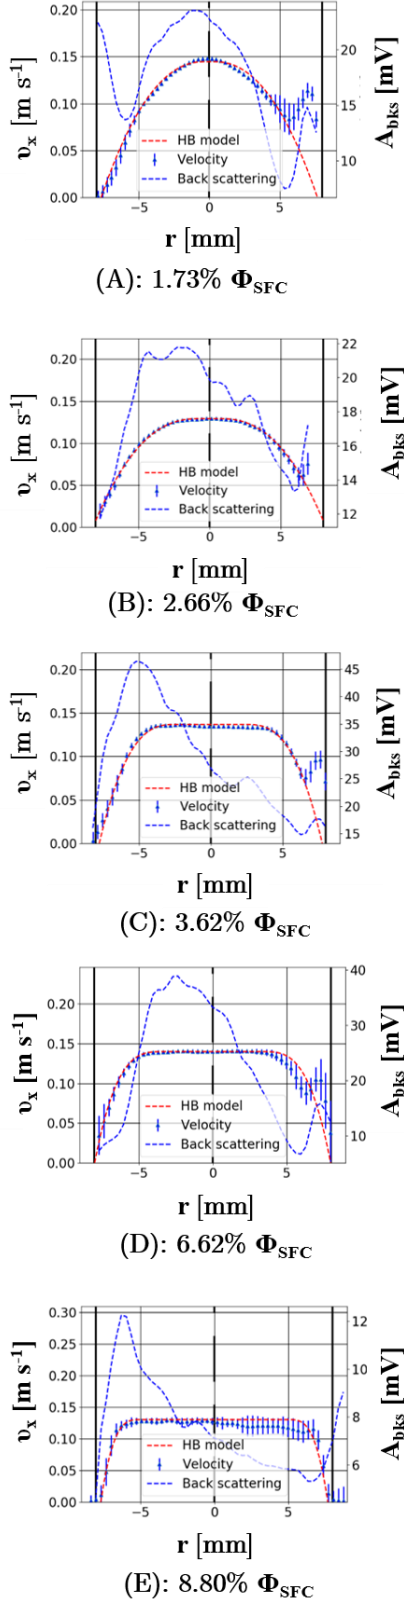 0.20
0.15
0.10
0.05
0.00
υx [m s⁻¹]
20
15
10
Abks [mV]
HB model
Velocity
Back scattering
−5 0 5
r [mm]
(A): 1.73% ΦSFC
0.20
0.15
0.10
0.05
0.00
υx [m s⁻¹]
22
20
18
16
14
12
Abks [mV]
HB model
Velocity
Back scattering
−5 0 5
r [mm]
(B): 2.66% ΦSFC
0.20
0.15
0.10
0.05
0.00
υx [m s⁻¹]
45
40
35
30
25
20
15
Abks [mV]
HB model
Velocity
Back scattering
−5 0 5
r [mm]
(C): 3.62% ΦSFC
0.20
0.15
0.10
0.05
0.00
υx [m s⁻¹]
40
30
20
10
Abks [mV]
HB model
Velocity
Back scattering
−5 0 5
r [mm]
(D): 6.62% ΦSFC
0.30
0.25
0.20
0.15
0.10
0.05
0.00
υx [m s⁻¹]
12
10
8
6
Abks [mV]
HB model
Velocity
Back scattering
−5 0 5
r [mm]
(E): 8.80% ΦSFC